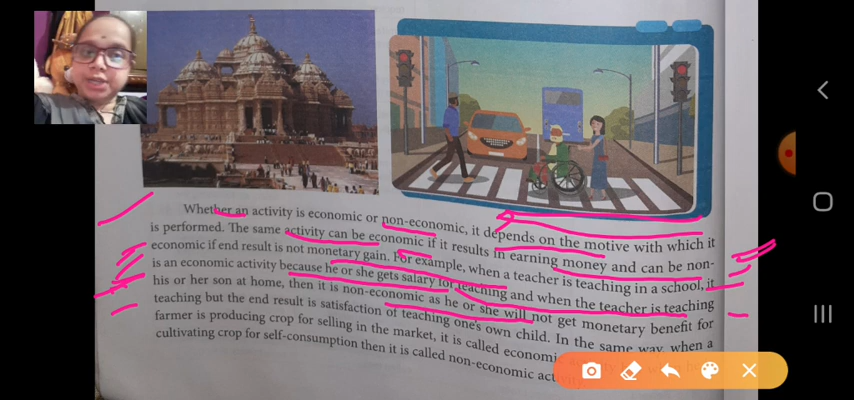 Whether an activity is economic or non-economic, it depends on the motive with which it
is performed. The same activity can be economic if it results in earning money and can be non-
economic if end result is not monetary gain. For example, when a teacher is teaching in a school, it
is an economic activity because he or she gets salary for teaching and when the teacher is teaching
his or her son at home, then it is non-economic as he or she will not get monetary benefit for
teaching but the end result is satisfaction of teaching one's own child. In the same way, when a
farmer is producing crop for selling in the market, it is called economic
cultivating crop for self-consumption then it is called non-economic activity.